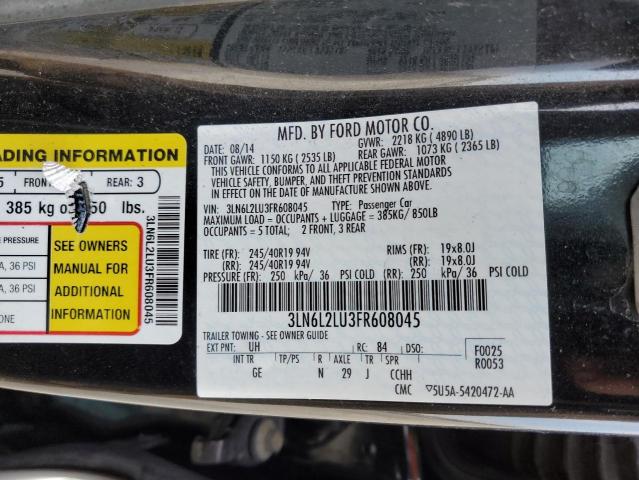 ADING INFORMATION
5 FRONT REAR: 3
385 kg o 50 lbs.
PRESSURE
, 36 PSI
, 36 PSI
ONE
SEE OWNERS
MANUAL FOR
ADDITIONAL
INFORMATION
3LN6L2LU3FR608045
MFD. BY FORD MOTOR CO.
DATE: 08/14 GVWR: 2218 KG ( 4890 LB)
FRONT GAWR: 1150 KG ( 2535 LB) REAR GAWR: 1073 KG ( 2365 LB)
THIS VEHICLE CONFORMS TO ALL APPLICABLE FEDERAL MOTOR
VEHICLE SAFETY, BUMPER, AND THEFT PREVENTION STANDARDS
IN EFFECT ON THE DATE OF MANUFACTURE SHOWN ABOVE.
VIN: 3LN6L2LU3FR608045 TYPE: Passenger Car
MAXIMUM LOAD = OCCUPANTS + LUGGAGE = 385KG/ 850LB
OCCUPANTS = 5 TOTAL; 2 FRONT, 3 REAR
TIRE (FR): 245/40R19 94V RIMS (FR): 19x8.0J
(RR): 245/40R19 94V (RR): 19x8.0J
PRESSURE (FR): 250 kPa/ 36 PSI COLD (RR): 250 kPa/ 36 PSI COLD
3LN6L2LU3FR608045
TRAILER TOWING - SEE OWNER GUIDE
EXT PNT: UH RC: 84 DSO: F0025
INT TR TP/PS R AXLE TR SPR R0053
GE N 29 J CCHH
CMC ▽5U5A-5420472-AA